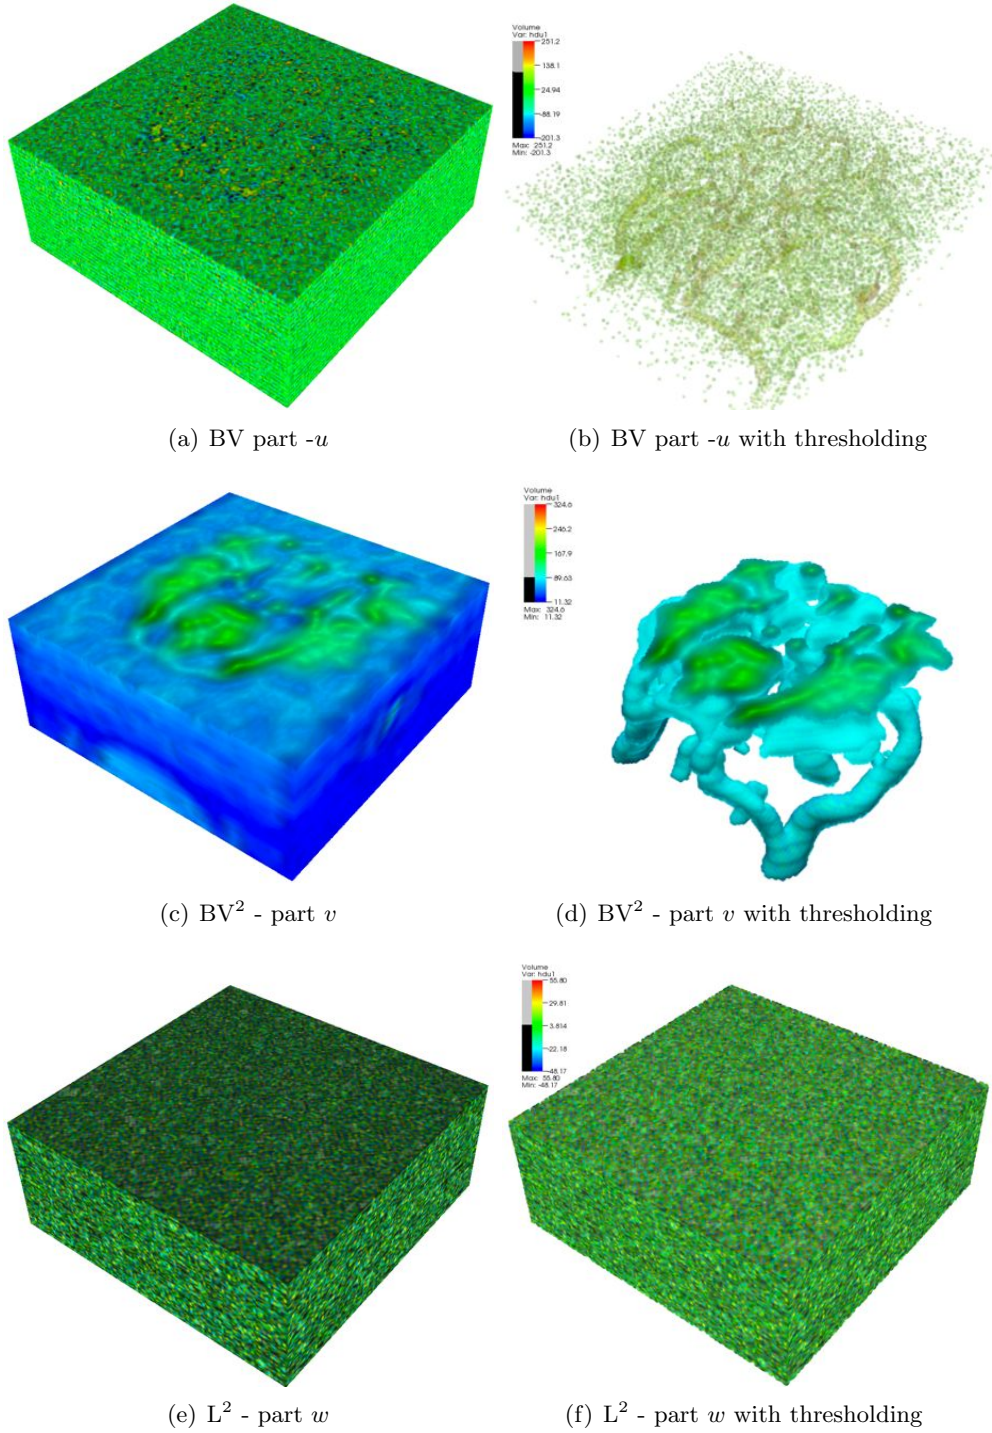 Volume
Var: hdu1
251.2
138.1
24.94
-88.19
-201.3
Max: 251.2
Min: -201.3
(a) BV part -u
(b) BV part -u with thresholding
Volume
Var: hdu1
324.6
246.2
167.9
89.63
11.32
Max: 324.6
Min: 11.32
(c) BV² - part v
(d) BV² - part v with thresholding
Volume
Var: hdu1
55.80
29.81
3.814
-22.18
-48.17
Max: 55.80
Min: -48.17
(e) L² - part w
(f) L² - part w with thresholding